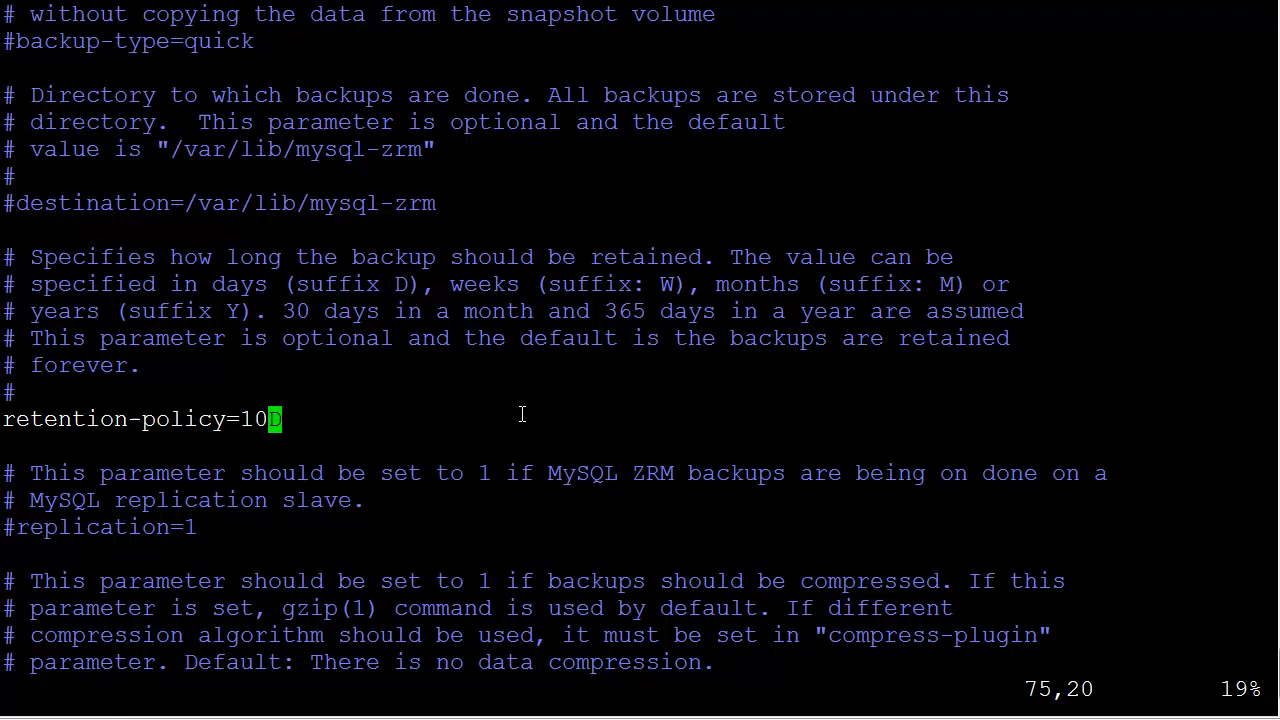 # without copying the data from the snapshot volume
#backup-type=quick
# Directory to which backups are done. All backups are stored under this
# directory.  This parameter is optional and the default
# value is "/var/lib/mysql-zrm"
#
#destination=/var/lib/mysql-zrm
# Specifies how long the backup should be retained. The value can be
# specified in days (suffix D), weeks (suffix: W), months (suffix: M) or
# years (suffix Y). 30 days in a month and 365 days in a year are assumed
# This parameter is optional and the default is the backups are retained
# forever.
#
retention-policy=10D
# This parameter should be set to 1 if MySQL ZRM backups are being on done on a
# MySQL replication slave.
#replication=1
# This parameter should be set to 1 if backups should be compressed. If this
# parameter is set, gzip(1) command is used by default. If different
# compression algorithm should be used, it must be set in "compress-plugin"
# parameter. Default: There is no data compression.
75,20 19%